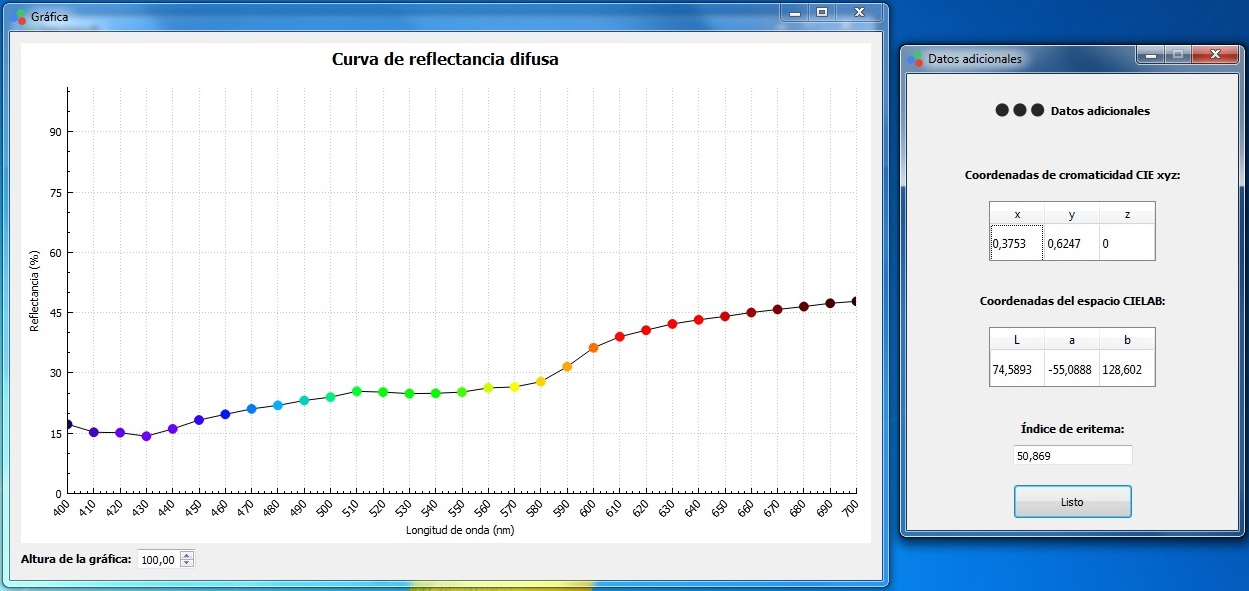 Gráfica
Curva de reflectancia difusa
90
75
60
45
30
15
0
Reflectancia (%)
400 410 420 430 440 450 460 470 480 490 500 510 520 530 540 550 560 570 580 590 600 610 620 630 640 650 660 670 680 690 700
Longitud de onda (nm)
Altura de la gráfica: 100,00
Datos adicionales
Datos adicionales
Coordenadas de cromaticidad CIE xyz:
x y z
0,3753 0,6247 0
Coordenadas del espacio CIELAB:
L a b
74,5893 -55,0888 128,602
Índice de eritema:
50,869
Listo